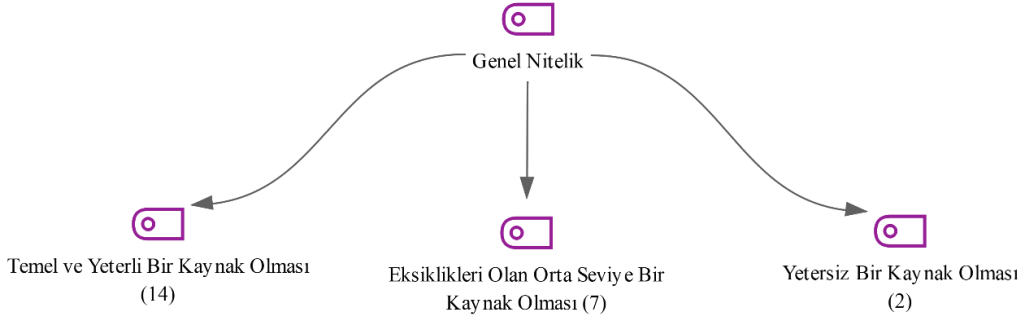 Genel Nitelik
Temel ve Yeterli Bir Kaynak Olması
(14)
Eksiklikleri Olan Orta Seviye Bir
Kaynak Olması (7)
Yetersiz Bir Kaynak Olması
(2)